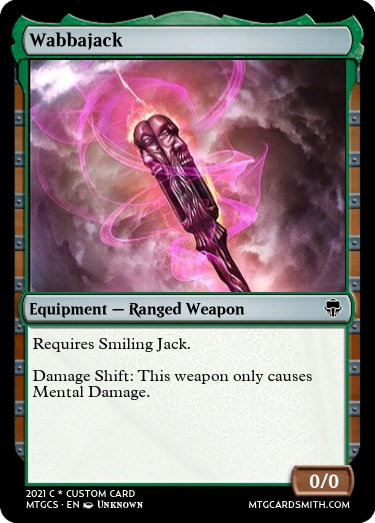 Wabbajack
Equipment — Ranged Weapon
Requires Smiling Jack.
Damage Shift: This weapon only causes
Mental Damage.
0/0
2021 C * CUSTOM CARD
MTGCS · EN UNKNOWN
MTGCARDSMITH.COM